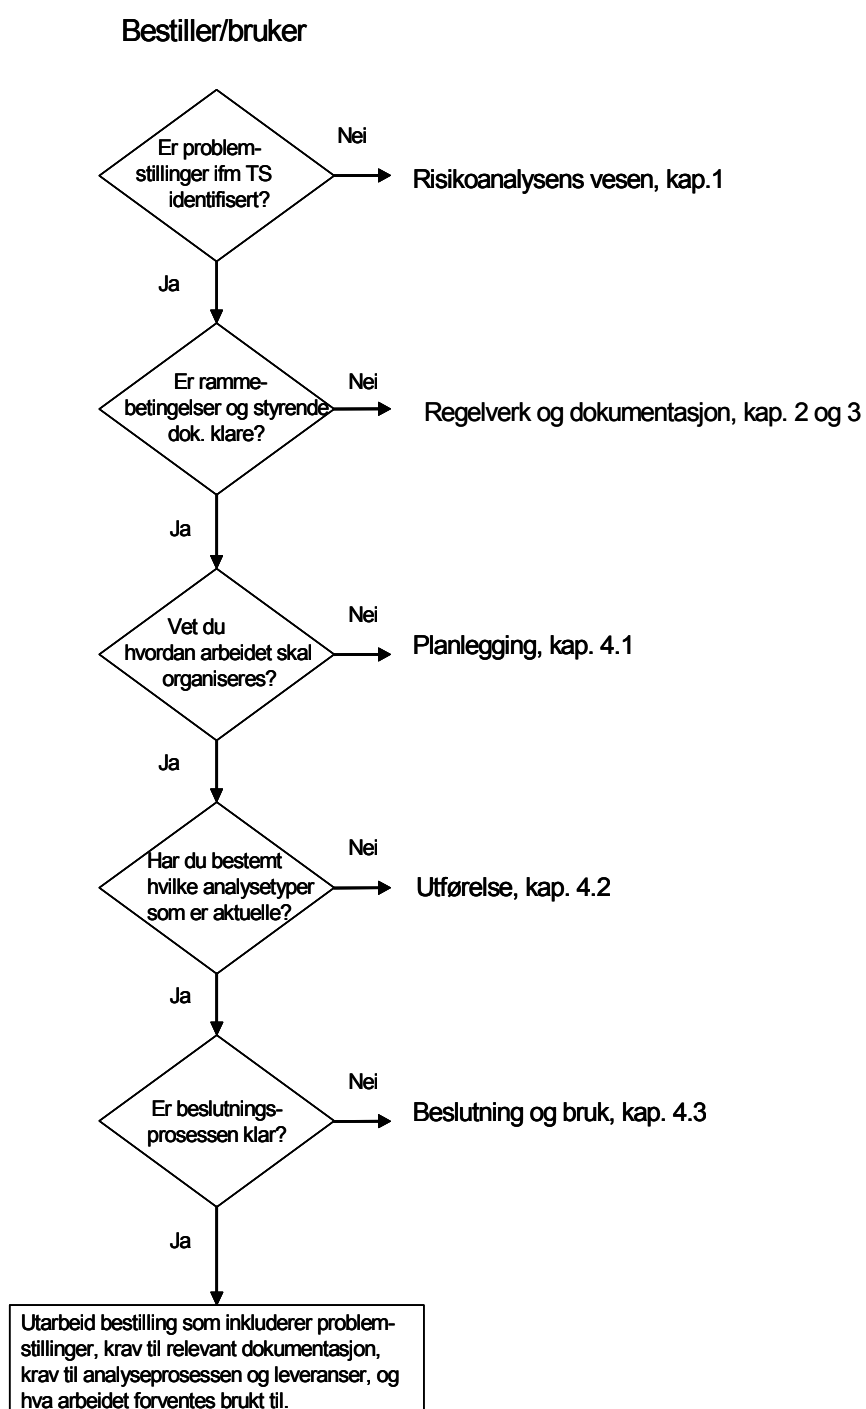 Bestiller/bruker
Er problem-
stillinger ifm TS
identifisert?
Nei
Risikoanalysens vesen, kap.1
Ja
Er ramme-
betingelser og styrende
dok. klare?
Nei
Regelverk og dokumentasjon, kap. 2 og 3
Ja
Vet du
hvordan arbeidet skal
organiseres?
Nei
Planlegging, kap. 4.1
Ja
Har du bestemt
hvilke analysetyper
som er aktuelle?
Nei
Utførelse, kap. 4.2
Ja
Er beslutnings-
prosessen klar?
Nei
Beslutning og bruk, kap. 4.3
Ja
Utarbeid bestilling som inkluderer problem-
stillinger, krav til relevant dokumentasjon,
krav til analyseprosessen og leveranser, og
hva arbeidet forventes brukt til.